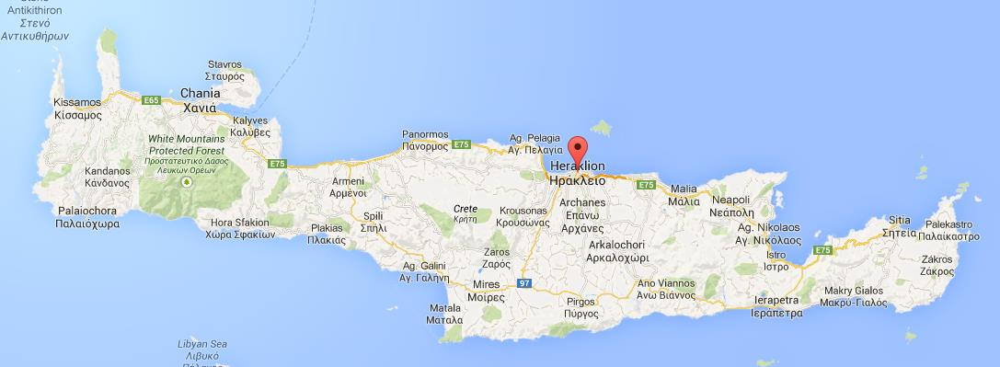 Antikithiron
Στενό
Αντικυθήρων
Stavros
Σταυρός
Kissamos
Κίσσαμος
E65
Chania
Χανιά
Kalyves
Καλύβες
White Mountains
Protected Forest
Προστατευτικό Δάσος
Λευκών Ορέων
E75
Kandanos
Κάνδανος
Palaiochora
Παλαιόχωρα
Hora Sfakion
Χώρα Σφακίων
Panormos
Πάνορμος
E75
Armeni
Αρμένοι
Plakias
Πλακιάς
Spili
Σπήλι
Ag. Galini
Αγ. Γαλήνη
Ag. Pelagia
Αγ. Πελαγία
Heraklion
Ηράκλειο
Crete
Κρήτη
Krousonas
Κρουσώνας
Archanes
Επάνω
Αρχάνες
Zaros
Ζαρός
Arkalochori
Αρκαλοχώρι
Mires
Μοίρες
97
Matala
Μάταλα
Pirgos
Πύργος
E75
Malia
Μάλια
Neapoli
Νεάπολη
Ag. Nikolaos
Αγ. Νικόλαος
Istro
Ίστρο
Ano Viannos
Άνω Βιάννος
Ierapetra
Ιεράπετρα
E75
Sitia
Σητεία
Palekastro
Παλαίκαστρο
Zákros
Ζάκρος
Makry Gialos
Μακρύ-Γιαλός
Libyan Sea
Λιβυκό